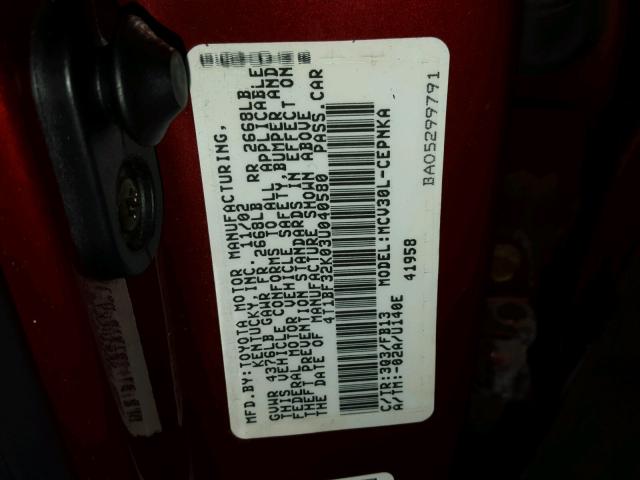 MFD.BY:TOYOTA MOTOR MANUFACTURING,
KENTUCKY, INC. 11/02
GVWR 4378LB GAWR FR 2668LB RR 2668LB
THIS VEHICLE CONFORMS TO ALL APPLICABLE
FEDERAL MOTOR VEHICLE SAFETY,BUMPER AND
THEFT PREVENTION STANDARDS IN EFFECT ON
THE DATE OF MANUFACTURE SHOWN ABOVE
4T1BF32K03U040580 PASS.CAR
MODEL:MCV30L-CEPNKA
C/TR:3Q3/FB13 41958
A/TM:-02A/U140E
BA05299791